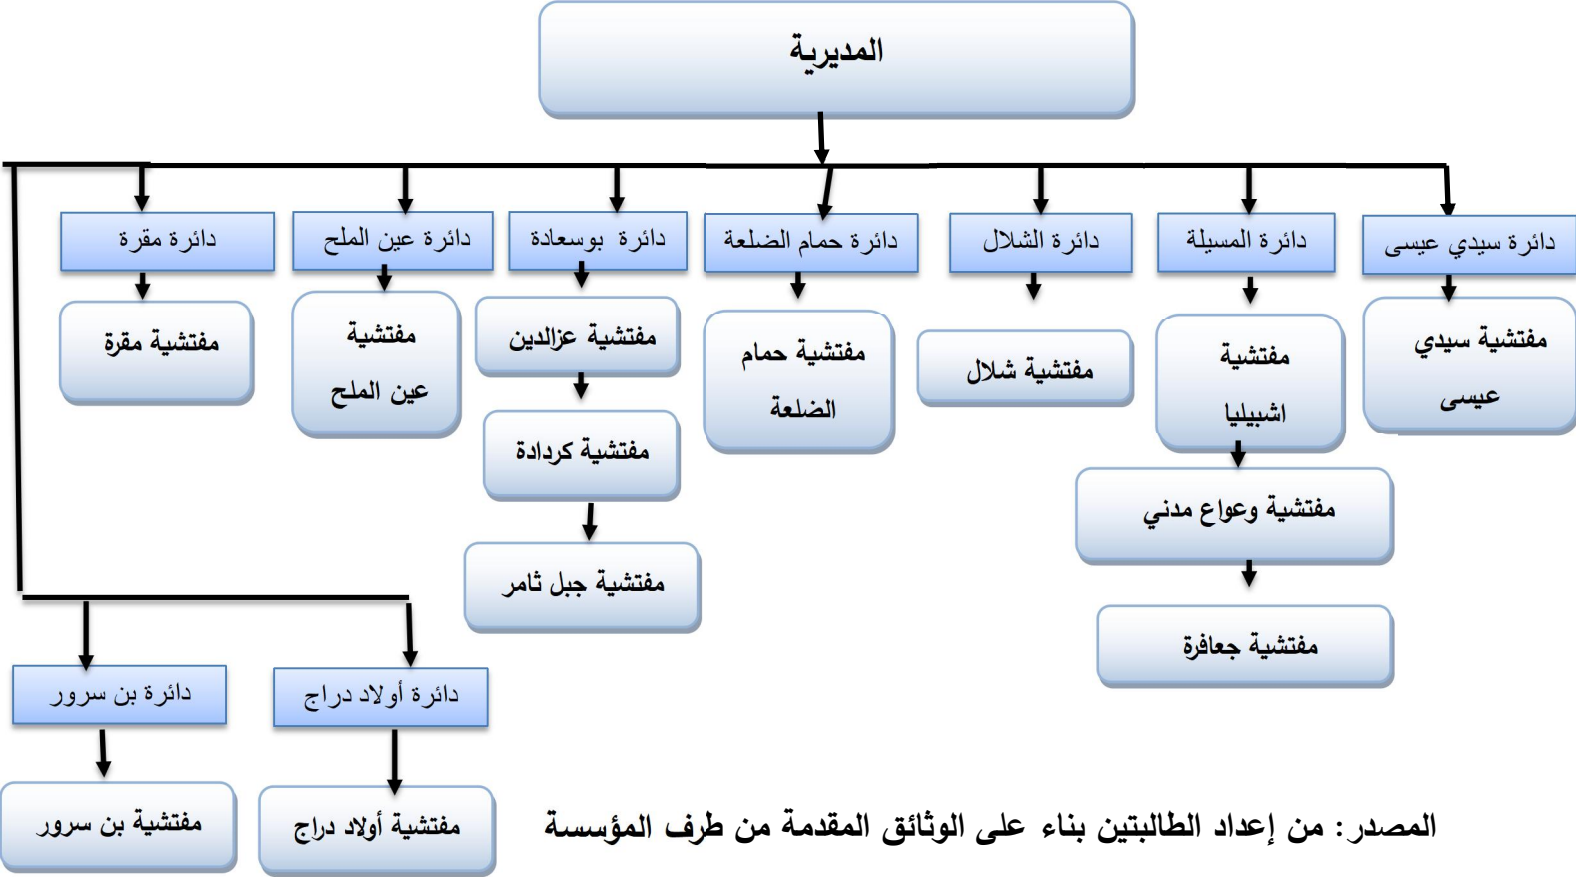 المديرية
دائرة سيدي عيسى
دائرة المسيلة
دائرة الشلال
دائرة حمام الضلعة
دائرة بوسعادة
دائرة عين الملح
دائرة مقرة
مفتشية سيدي
عيسى
مفتشية
اشبيليا
مفتشية شلال
مفتشية حمام
الضلعة
مفتشية عزالدين
مفتشية
عين الملح
مفتشية مقرة
مفتشية وعواع مدني
مفتشية كردادة
مفتشية جعافرة
مفتشية جبل ثامر
دائرة أولاد دراج
دائرة بن سرور
مفتشية أولاد دراج
مفتشية بن سرور
المصدر: من إعداد الطالبتين بناء على الوثائق المقدمة من طرف المؤسسة